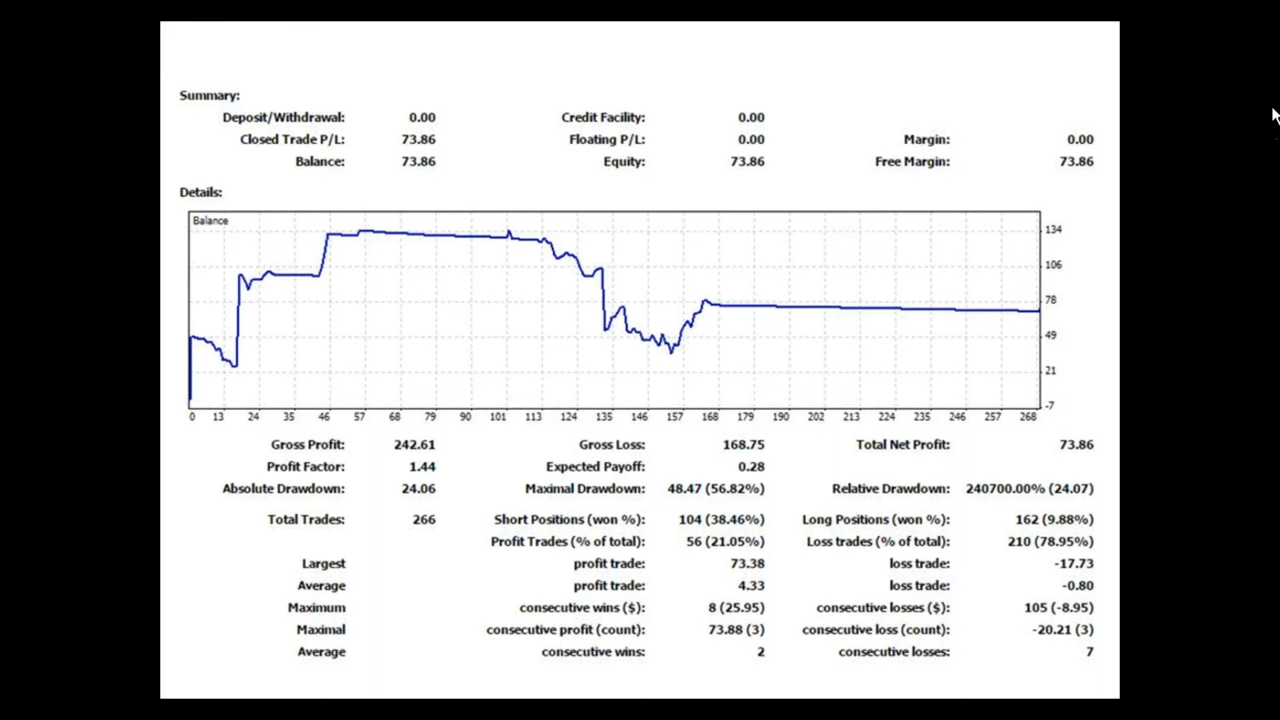 Summary:
Deposit/Withdrawal: 0.00 Credit Facility: 0.00
Closed Trade P/L: 73.86 Floating P/L: 0.00 Margin: 0.00
Balance: 73.86 Equity: 73.86 Free Margin: 73.86
Details:
Balance
134
106
78
49
21
-7
0 13 24 35 46 57 68 79 90 101 113 124 135 146 157 168 179 190 202 213 224 235 246 257 268
Gross Profit: 242.61 Gross Loss: 168.75 Total Net Profit: 73.86
Profit Factor: 1.44 Expected Payoff: 0.28
Absolute Drawdown: 24.06 Maximal Drawdown: 48.47 (56.82%) Relative Drawdown: 240700.00% (24.07)
Total Trades: 266 Short Positions (won %): 104 (38.46%) Long Positions (won %): 162 (9.88%)
Profit Trades (% of total): 56 (21.05%) Loss trades (% of total): 210 (78.95%)
Largest profit trade: 73.38 loss trade: -17.73
Average profit trade: 4.33 loss trade: -0.80
Maximum consecutive wins ($): 8 (25.95) consecutive losses ($): 105 (-8.95)
Maximal consecutive profit (count): 73.88 (3) consecutive loss (count): -20.21 (3)
Average consecutive wins: 2 consecutive losses: 7